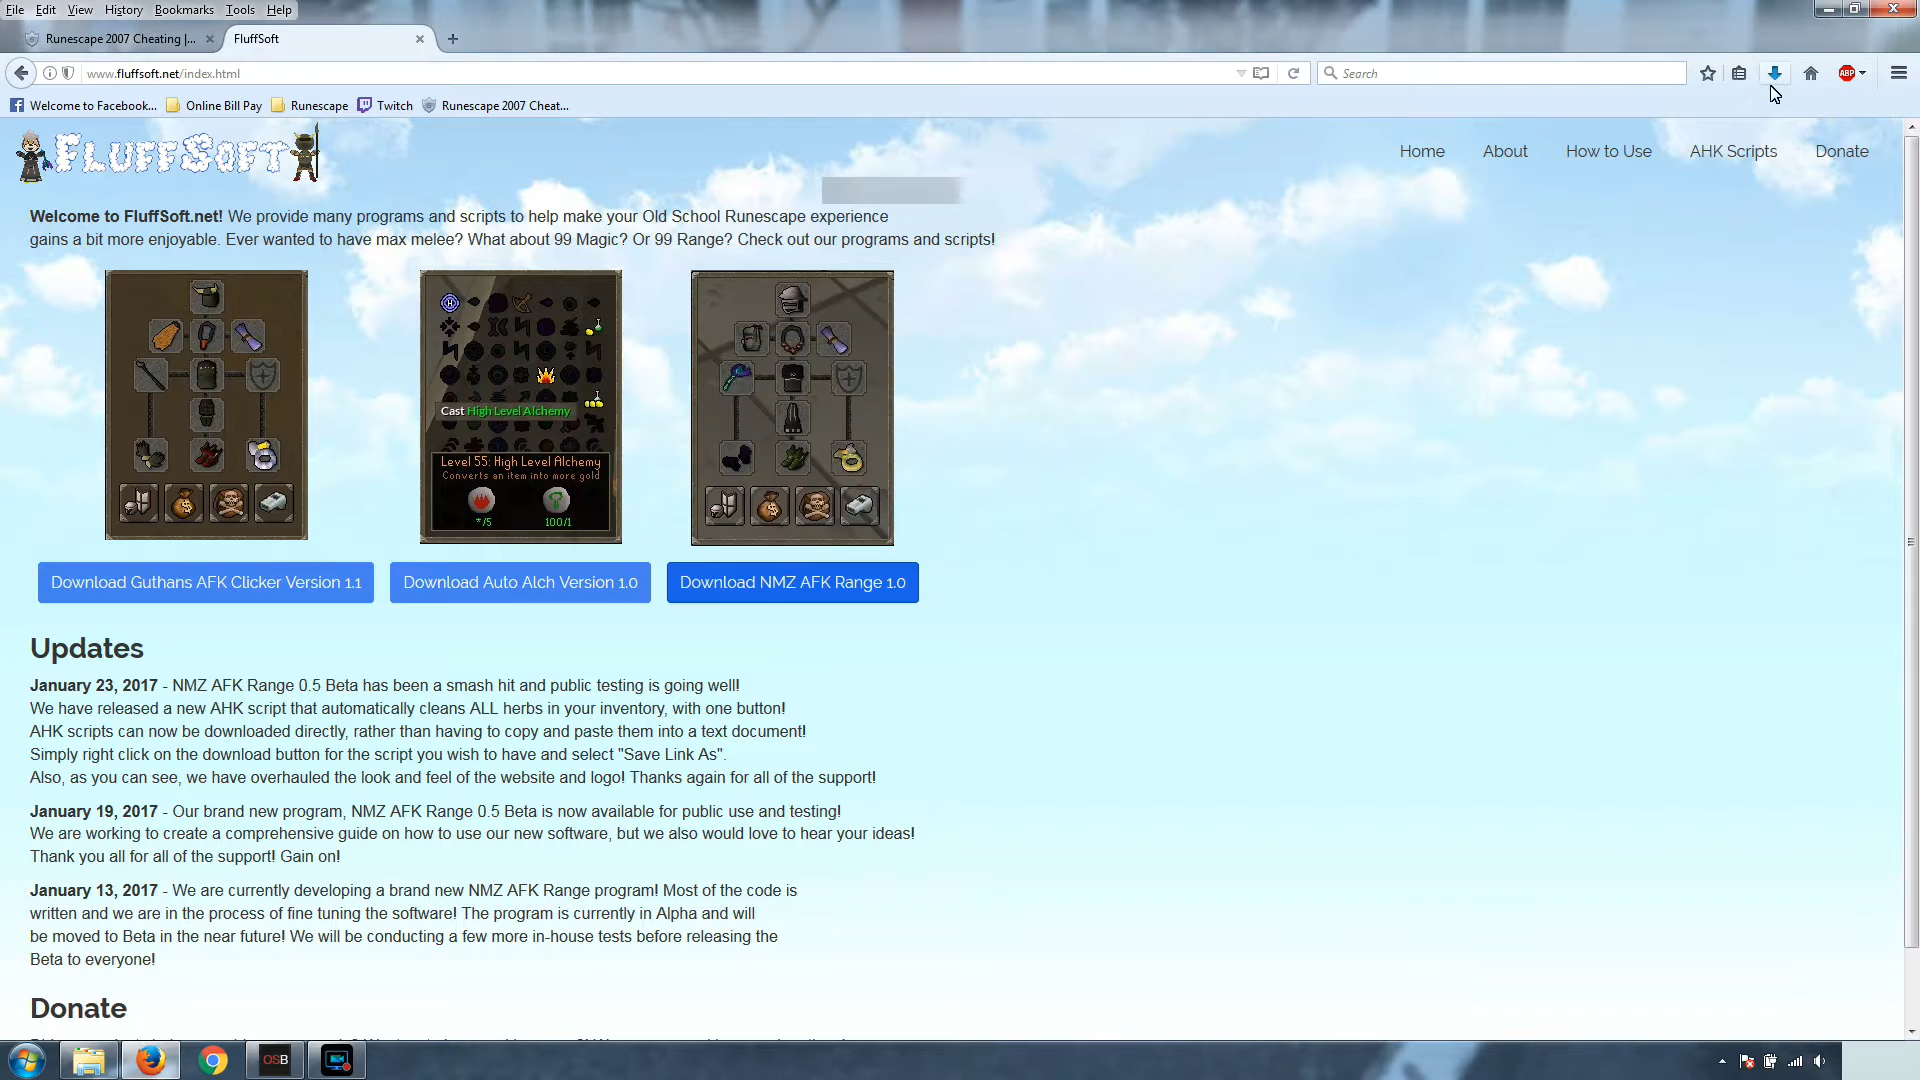 File Edit View History Bookmarks Tools Help
Runescape 2007 Cheating |...
FluffSoft
www.fluffsoft.net/index.html
Search
ABP
Welcome to Facebook...
Online Bill Pay
Runescape
Twitch
Runescape 2007 Cheat...
FLUFFSOFT
Home
About
How to Use
AHK Scripts
Donate
Welcome to FluffSoft.net! We provide many programs and scripts to help make your Old School Runescape experience
gains a bit more enjoyable. Ever wanted to have max melee? What about 99 Magic? Or 99 Range? Check out our programs and scripts!
Cast High Level Alchemy
Level 55: High Level Alchemy
Converts an item into more gold
*/5
100/1
Download Guthans AFK Clicker Version 1.1
Download Auto Alch Version 1.0
Download NMZ AFK Range 1.0
Updates
January 23, 2017 - NMZ AFK Range 0.5 Beta has been a smash hit and public testing is going well!
We have released a new AHK script that automatically cleans ALL herbs in your inventory, with one button!
AHK scripts can now be downloaded directly, rather than having to copy and paste them into a text document!
Simply right click on the download button for the script you wish to have and select "Save Link As".
Also, as you can see, we have overhauled the look and feel of the website and logo! Thanks again for all of the support!
January 19, 2017 - Our brand new program, NMZ AFK Range 0.5 Beta is now available for public use and testing!
We are working to create a comprehensive guide on how to use our new software, but we also would love to hear your ideas!
Thank you all for all of the support! Gain on!
January 13, 2017 - We are currently developing a brand new NMZ AFK Range program! Most of the code is
written and we are in the process of fine tuning the software! The program is currently in Alpha and will
be moved to Beta in the near future! We will be conducting a few more in-house tests before releasing the
Beta to everyone!
Donate
OSB